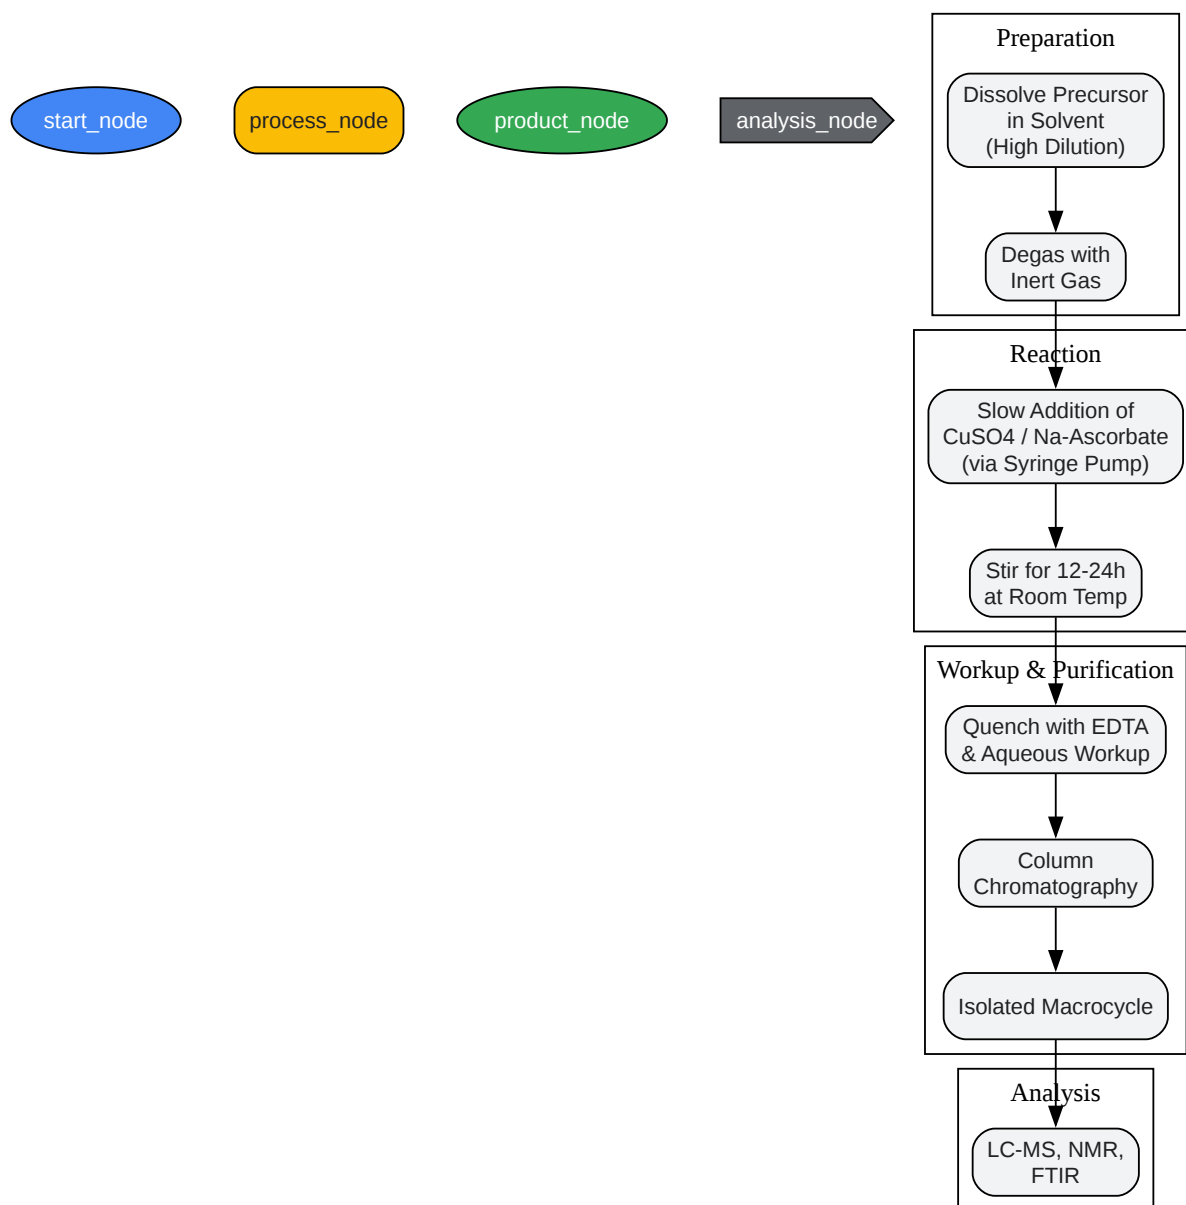 start_node
process_node
product_node
analysis_node
Preparation
Dissolve Precursor
in Solvent
(High Dilution)
Degas with
Inert Gas
Reaction
Slow Addition of
CuSO4 / Na-Ascorbate
(via Syringe Pump)
Stir for 12-24h
at Room Temp
Workup & Purification
Quench with EDTA
& Aqueous Workup
Column
Chromatography
Isolated Macrocycle
Analysis
LC-MS, NMR,
FTIR